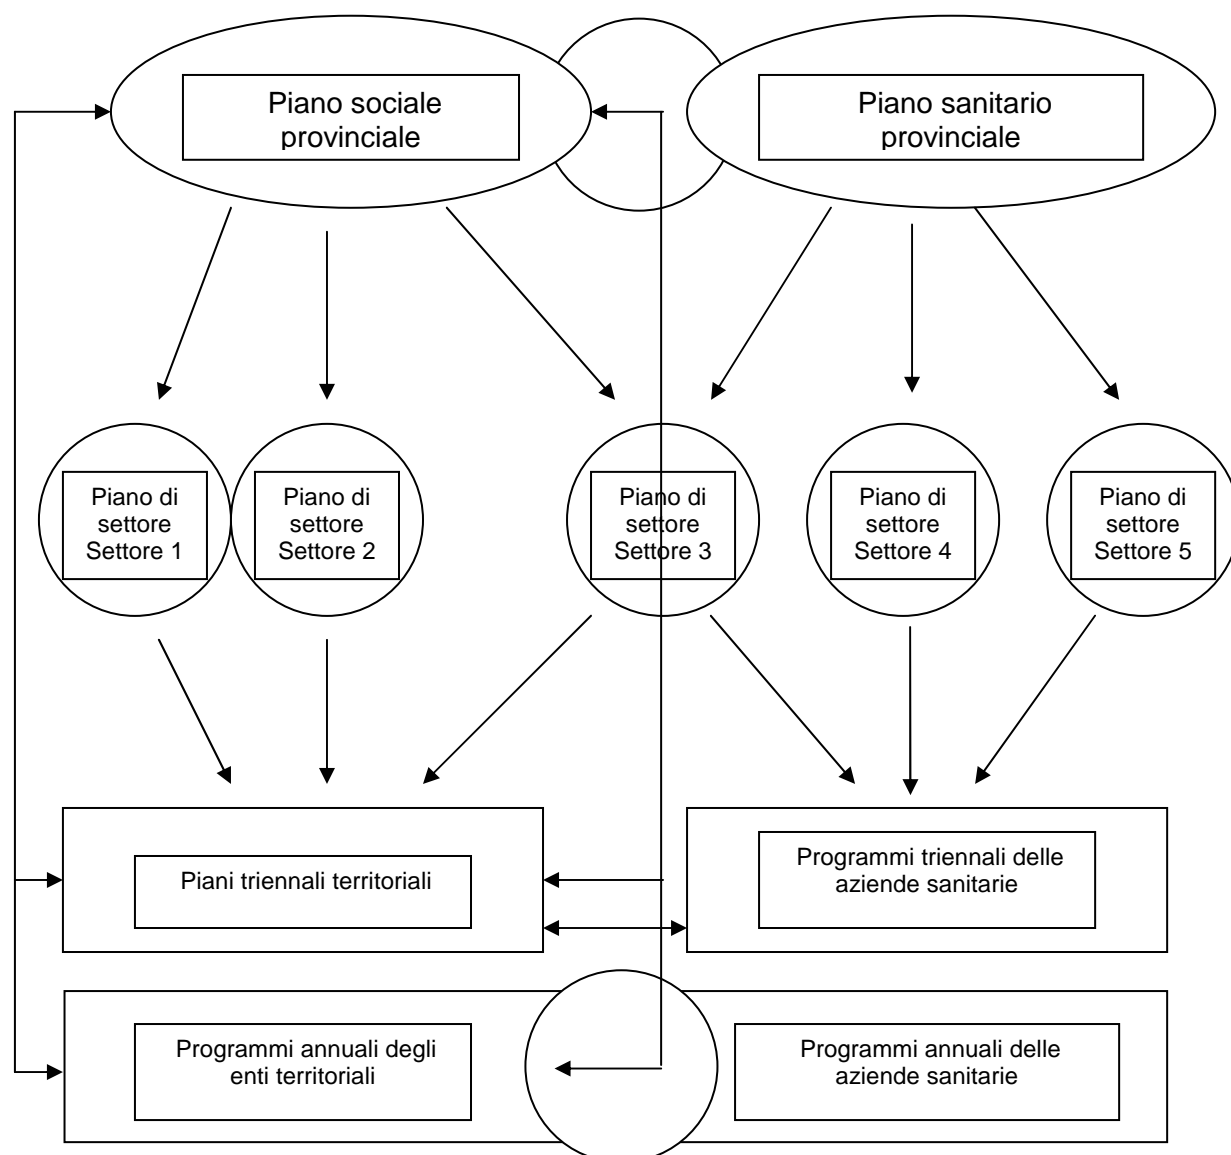 Piano sociale
provinciale
Piano sanitario
provinciale
Piano di
settore
Settore 1
Piano di
settore
Settore 2
Piano di
settore
Settore 3
Piano di
settore
Settore 4
Piano di
settore
Settore 5
Piani triennali territoriali
Programmi triennali delle
aziende sanitarie
Programmi annuali degli
enti territoriali
Programmi annuali delle
aziende sanitarie